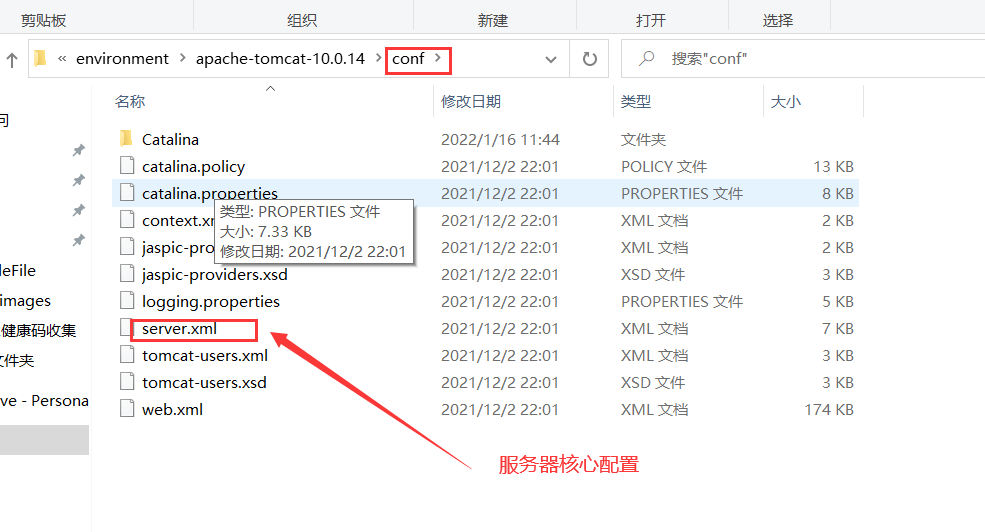 剪贴板 组织 新建 打开 选择
« environment › apache-tomcat-10.0.14 › conf › 搜索"conf"
名称 修改日期 类型 大小
问
Catalina 2022/1/16 11:44 文件夹
catalina.policy 2021/12/2 22:01 POLICY 文件 13 KB
catalina.properties 2021/12/2 22:01 PROPERTIES 文件 8 KB
类型: PROPERTIES 文件
大小: 7.33 KB
修改日期: 2021/12/2 22:01
context.xr 2021/12/2 22:01 XML 文档 2 KB
jaspic-pro 2021/12/2 22:01 XML 文档 2 KB
jaspic-providers.xsd 2021/12/2 22:01 XSD 文件 3 KB
logging.properties 2021/12/2 22:01 PROPERTIES 文件 5 KB
server.xml 2021/12/2 22:01 XML 文档 7 KB
tomcat-users.xml 2021/12/2 22:01 XML 文档 3 KB
tomcat-users.xsd 2021/12/2 22:01 XSD 文件 3 KB
web.xml 2021/12/2 22:01 XML 文档 174 KB
leFile
images
健康码收集
文件夹
ve - Persona
服务器核心配置